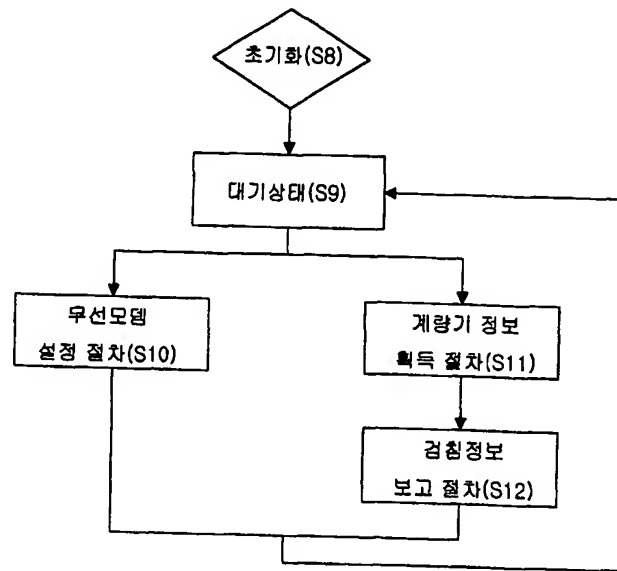 초기화(S8)
대기상태(S9)
무선모뎀
설정 절차(S10)
계량기 정보
획득 절차(S11)
검침정보
보고 절차(S12)